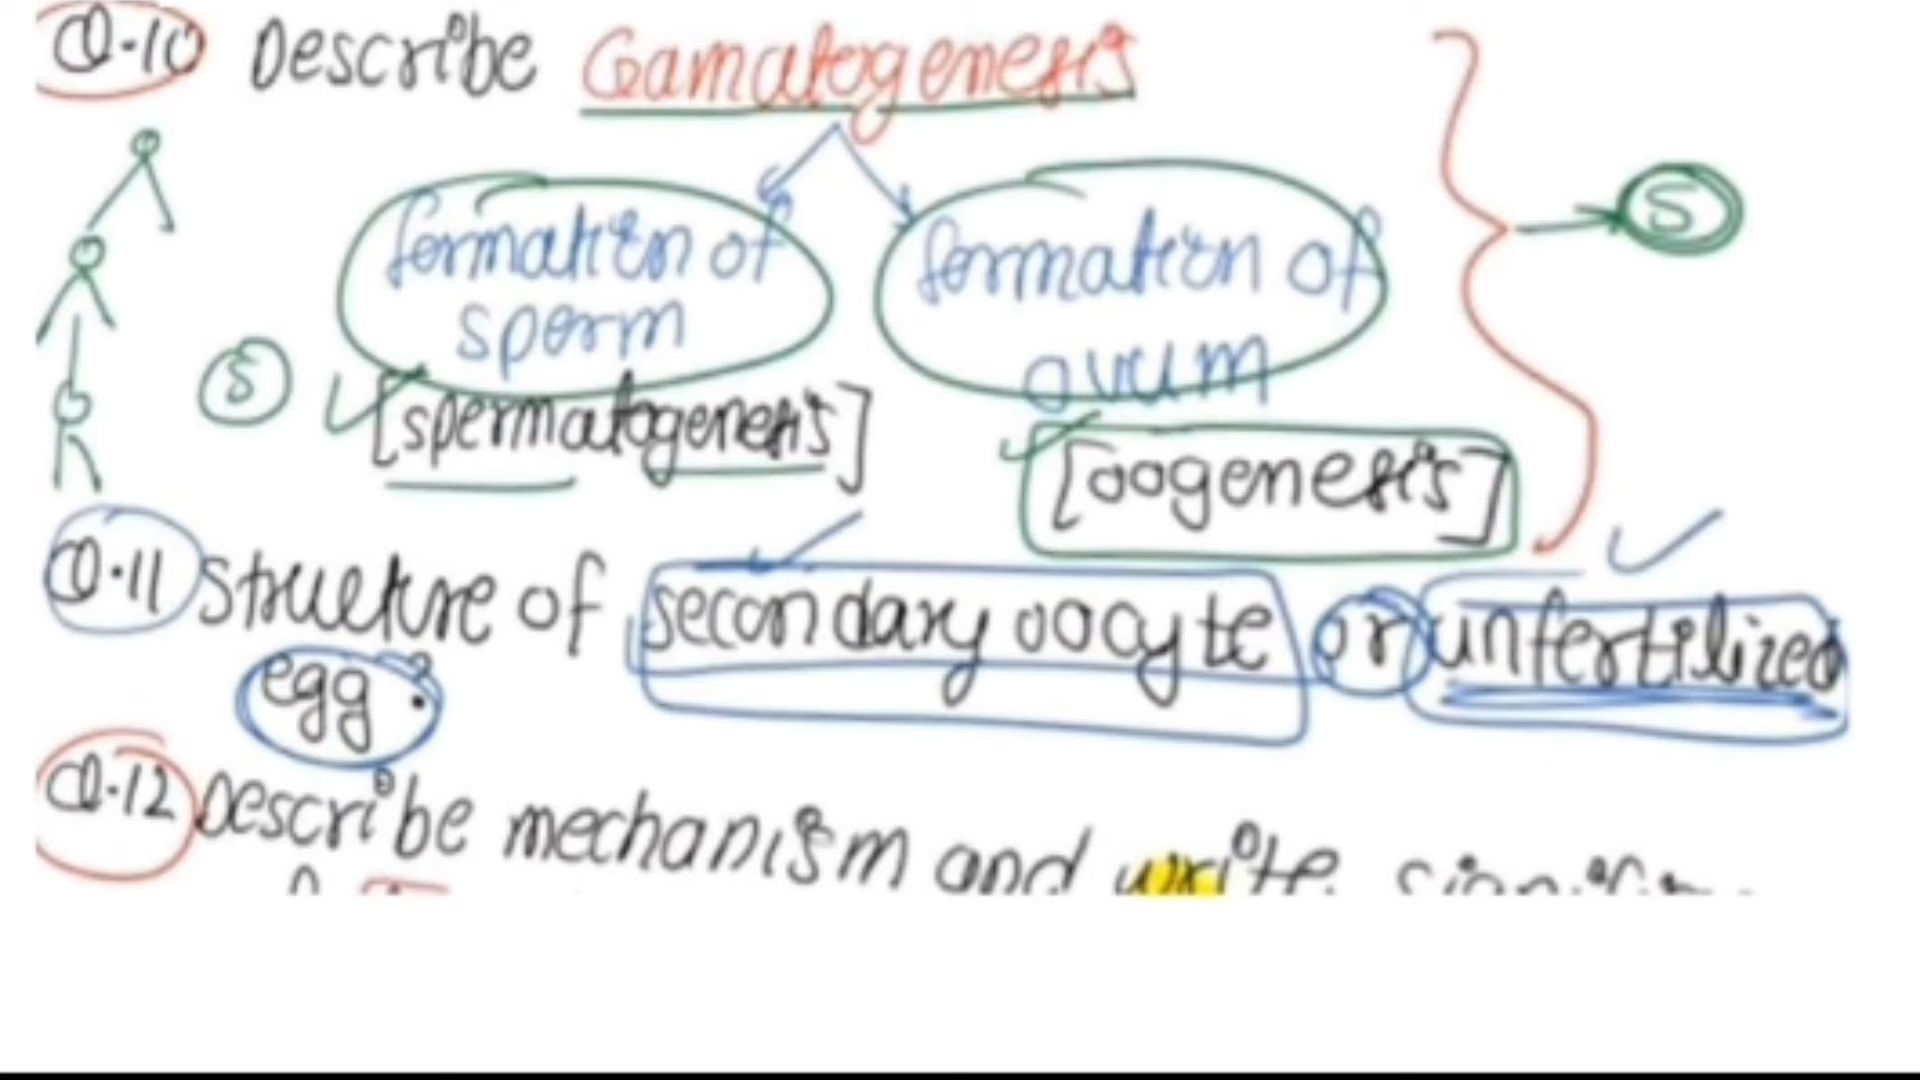 Q.10 Describe Gamatogenesis
formation of formation of
sperm ovum
5
5
[spermatogenesis] [oogenesis]
Q.11 structure of secondary oocyte or unfertilized
egg ?
Q.12 Describe mechanism and write